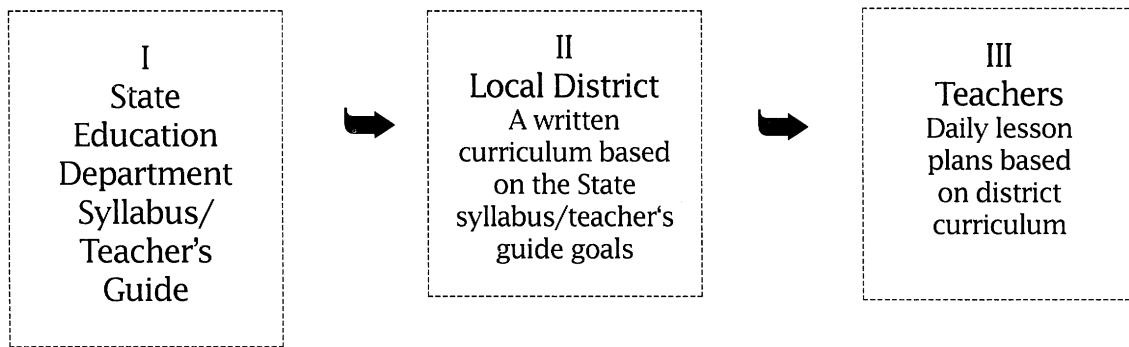 I
State
Education
Department
Syllabus/
Teacher's
Guide
II
Local District
A written
curriculum based
on the State
syllabus/teacher‘s
guide goals
III
Teachers
Daily lesson
plans based
on district
curriculum